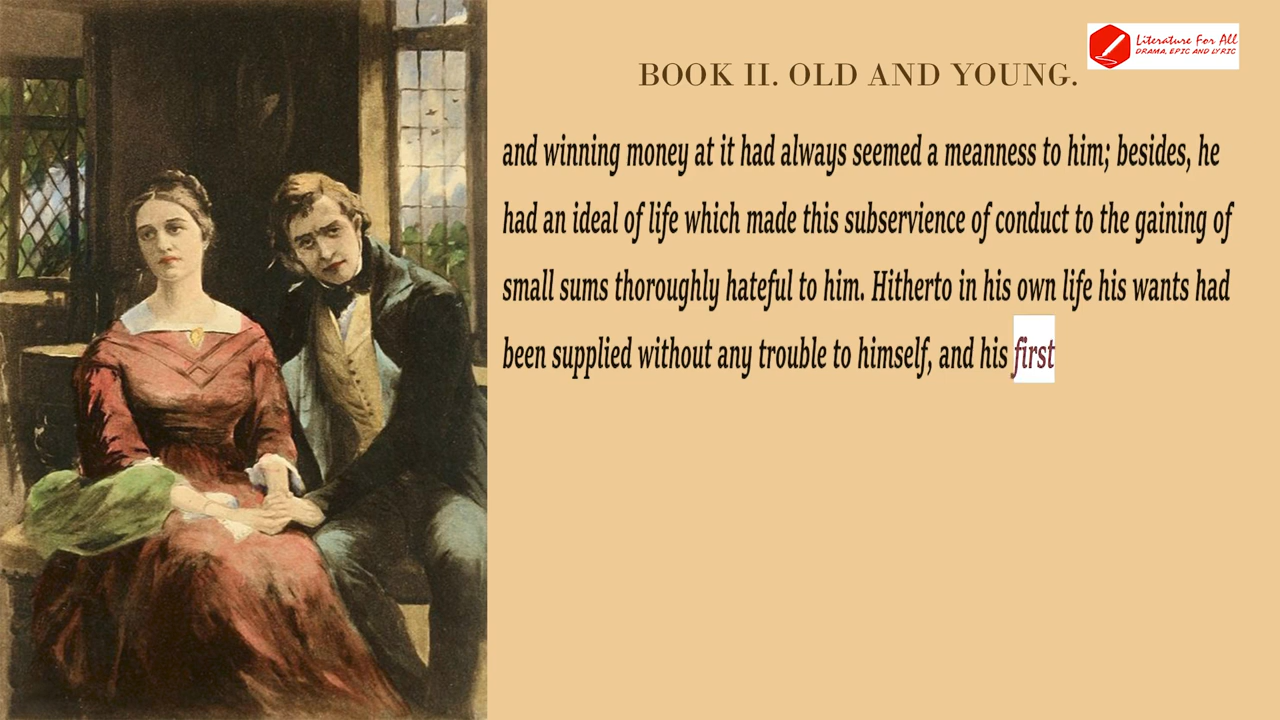 Literature For All
DRAMA, EPIC AND LYRIC
BOOK II. OLD AND YOUNG.
and winning money at it had always seemed a meanness to him; besides, he
had an ideal of life which made this subservience of conduct to the gaining of
small sums thoroughly hateful to him. Hitherto in his own life his wants had
been supplied without any trouble to himself, and his first